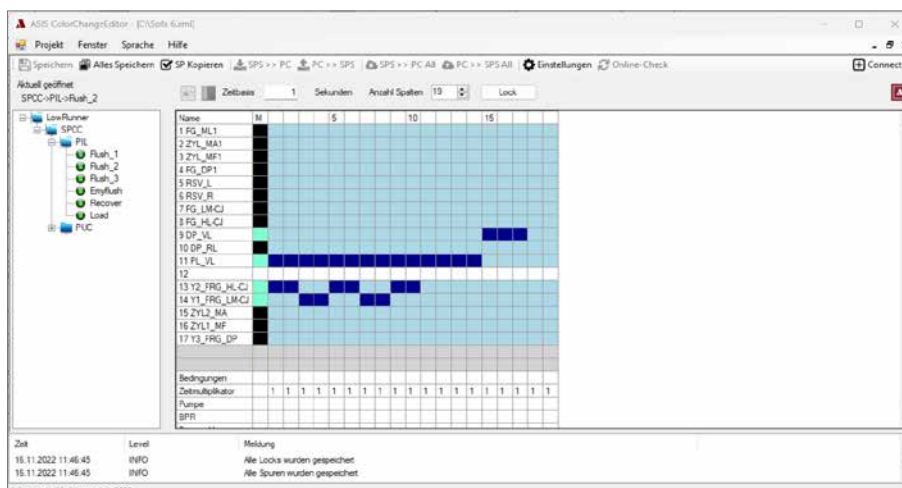 ASIS ColorChangeEditor - [C:\Sofa 6.xml]
Projekt Fenster Sprache Hilfe
Speichern Alles Speichern SP Kopieren SPS >> PC PC >> SPS SPS >> PC All PC >> SPS All Einstellungen Online-Check Connect
Aktuell geöffnet
SPCC->PIL->Flush_2
Zeitbasis 1 Sekunden Anzahl Spalten 19 Lock
LowRunner
SPCC
PIL
Flush_1
Flush_2
Flush_3
Emyflush
Recover
Load
PUC
Name M 5 10 15
1 FG_ML1
2 ZYL_MA1
3 ZYL_MF1
4 FG_DP1
5 RSV_L
6 RSV_R
7 FG_LM-CJ
8 FG_HL-CJ
9 DP_VL
10 DP_RL
11 PL_VL
12
13 Y2_FRG_HL-CJ
14 Y1_FRG_LM-CJ
15 ZYL2_MA
16 ZYL1_MF
17 Y3_FRG_DP
Bedingungen
Zeitmultiplikator 1 1 1 1 1 1 1 1 1 1 1 1 1 1 1 1 1 1 1
Pumpe
BPR
Zeit Level Meldung
16.11.2022 11:46:45 INFO Alle Locks wurden gespeichert
16.11.2022 11:46:45 INFO Alle Spuren wurden gespeichert